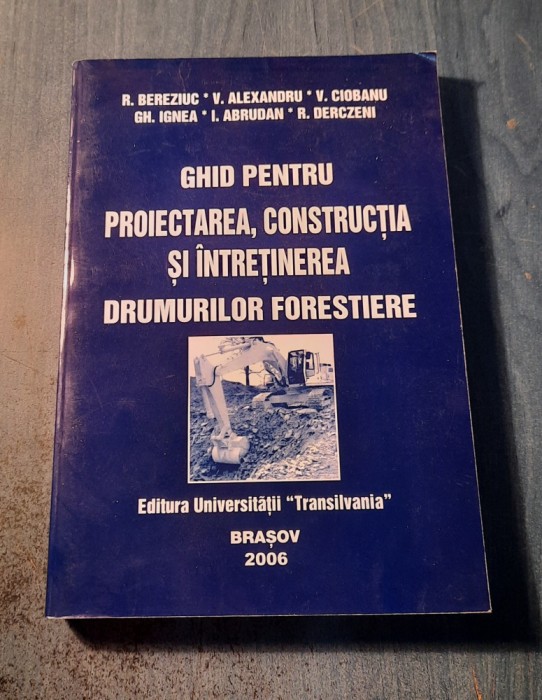 R. BEREZIUC * V. ALEXANDRU * V. CIOBANU
GH. IGNEA * I. ABRUDAN * R. DERCZENI
GHID PENTRU
PROIECTAREA, CONSTRUCȚIA
ȘI ÎNTREȚINEREA
DRUMURILOR FORESTIERE
Editura Universității "Transilvania"
BRAȘOV
2006